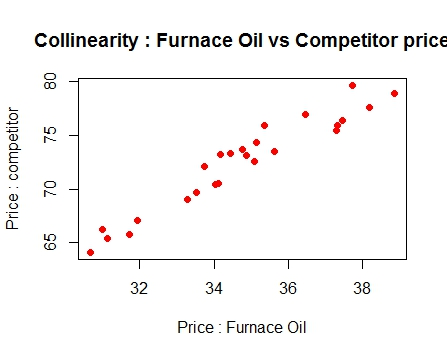 Collinearity : Furnace Oil vs Competitor price
Price : competitor
80
75
70
65
32 34 36 38
Price : Furnace Oil